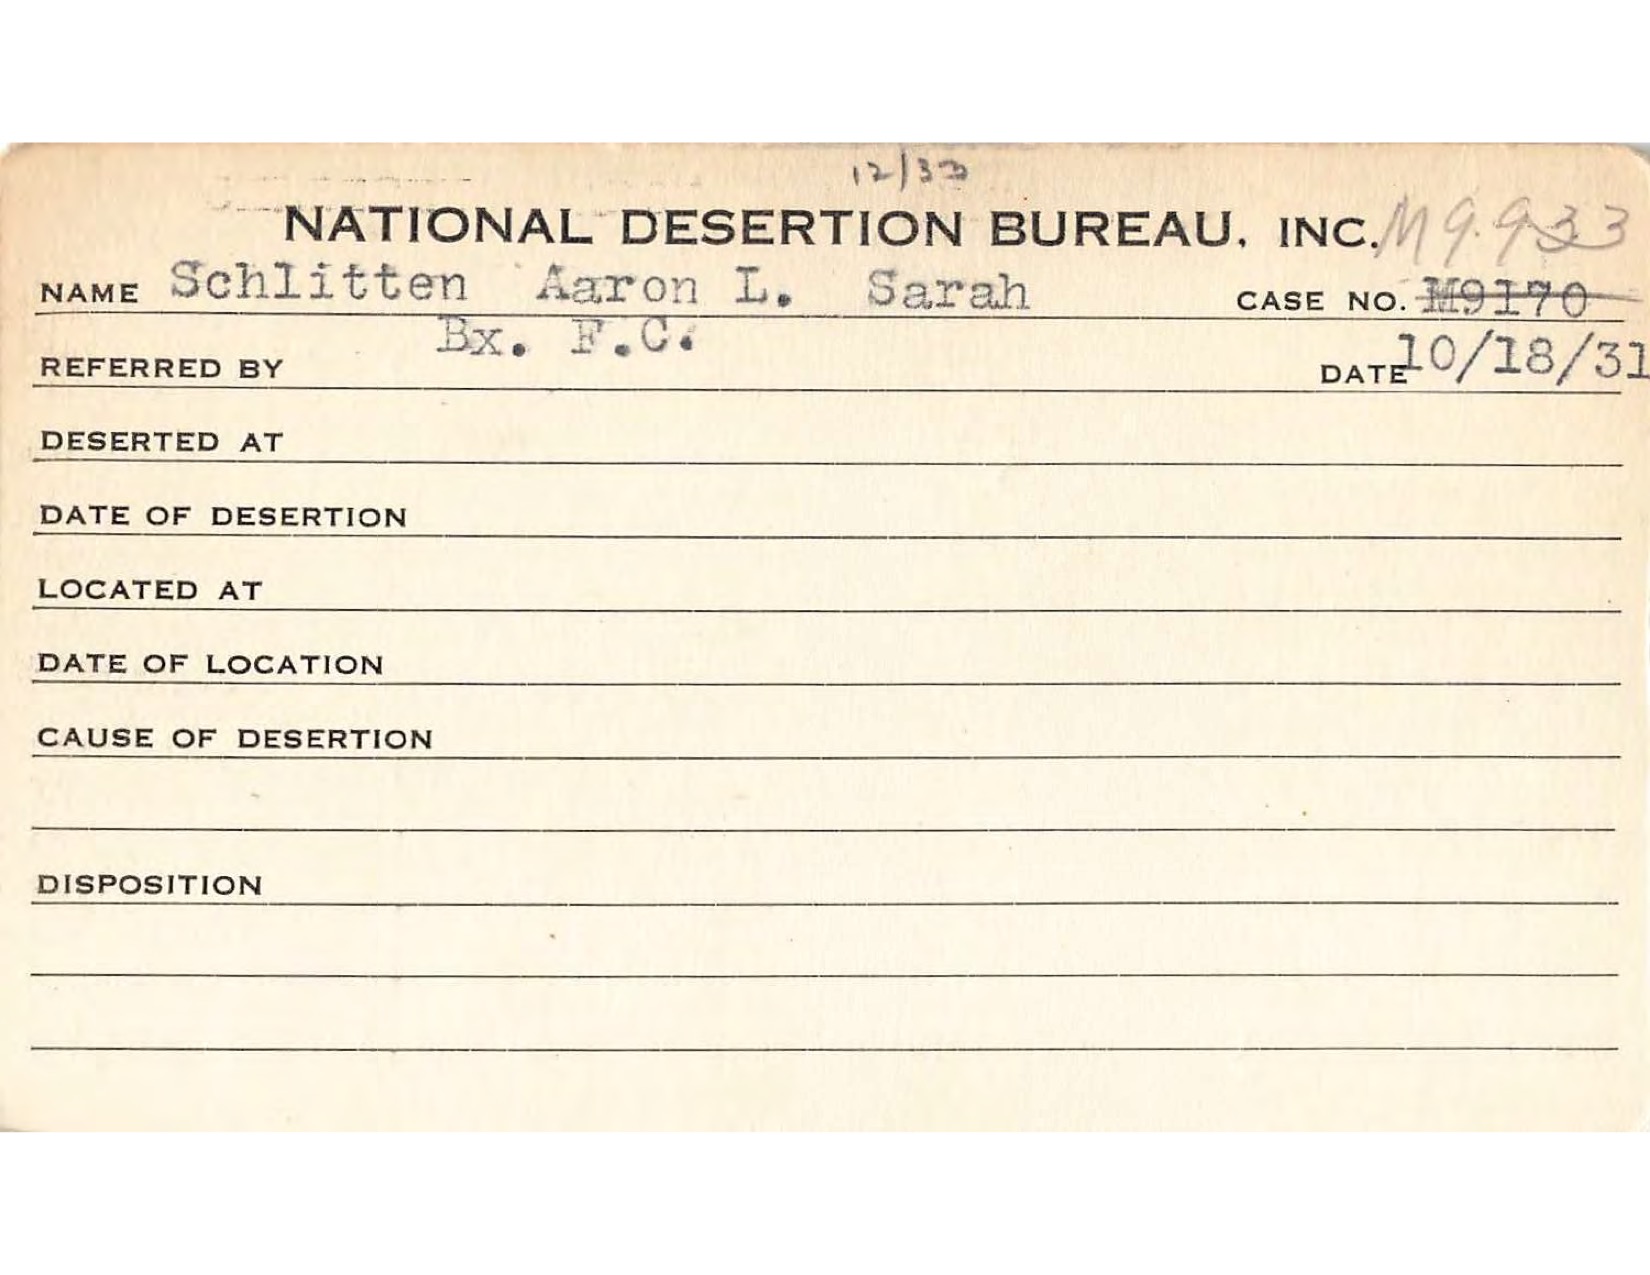 12/33
NATIONAL DESERTION BUREAU, INC. M9933
NAME Schlitten Aaron L. Sarah CASE NO. M9170
REFERRED BY Bx. F.C. DATE 10/18/31
DESERTED AT
DATE OF DESERTION
LOCATED AT
DATE OF LOCATION
CAUSE OF DESERTION
DISPOSITION